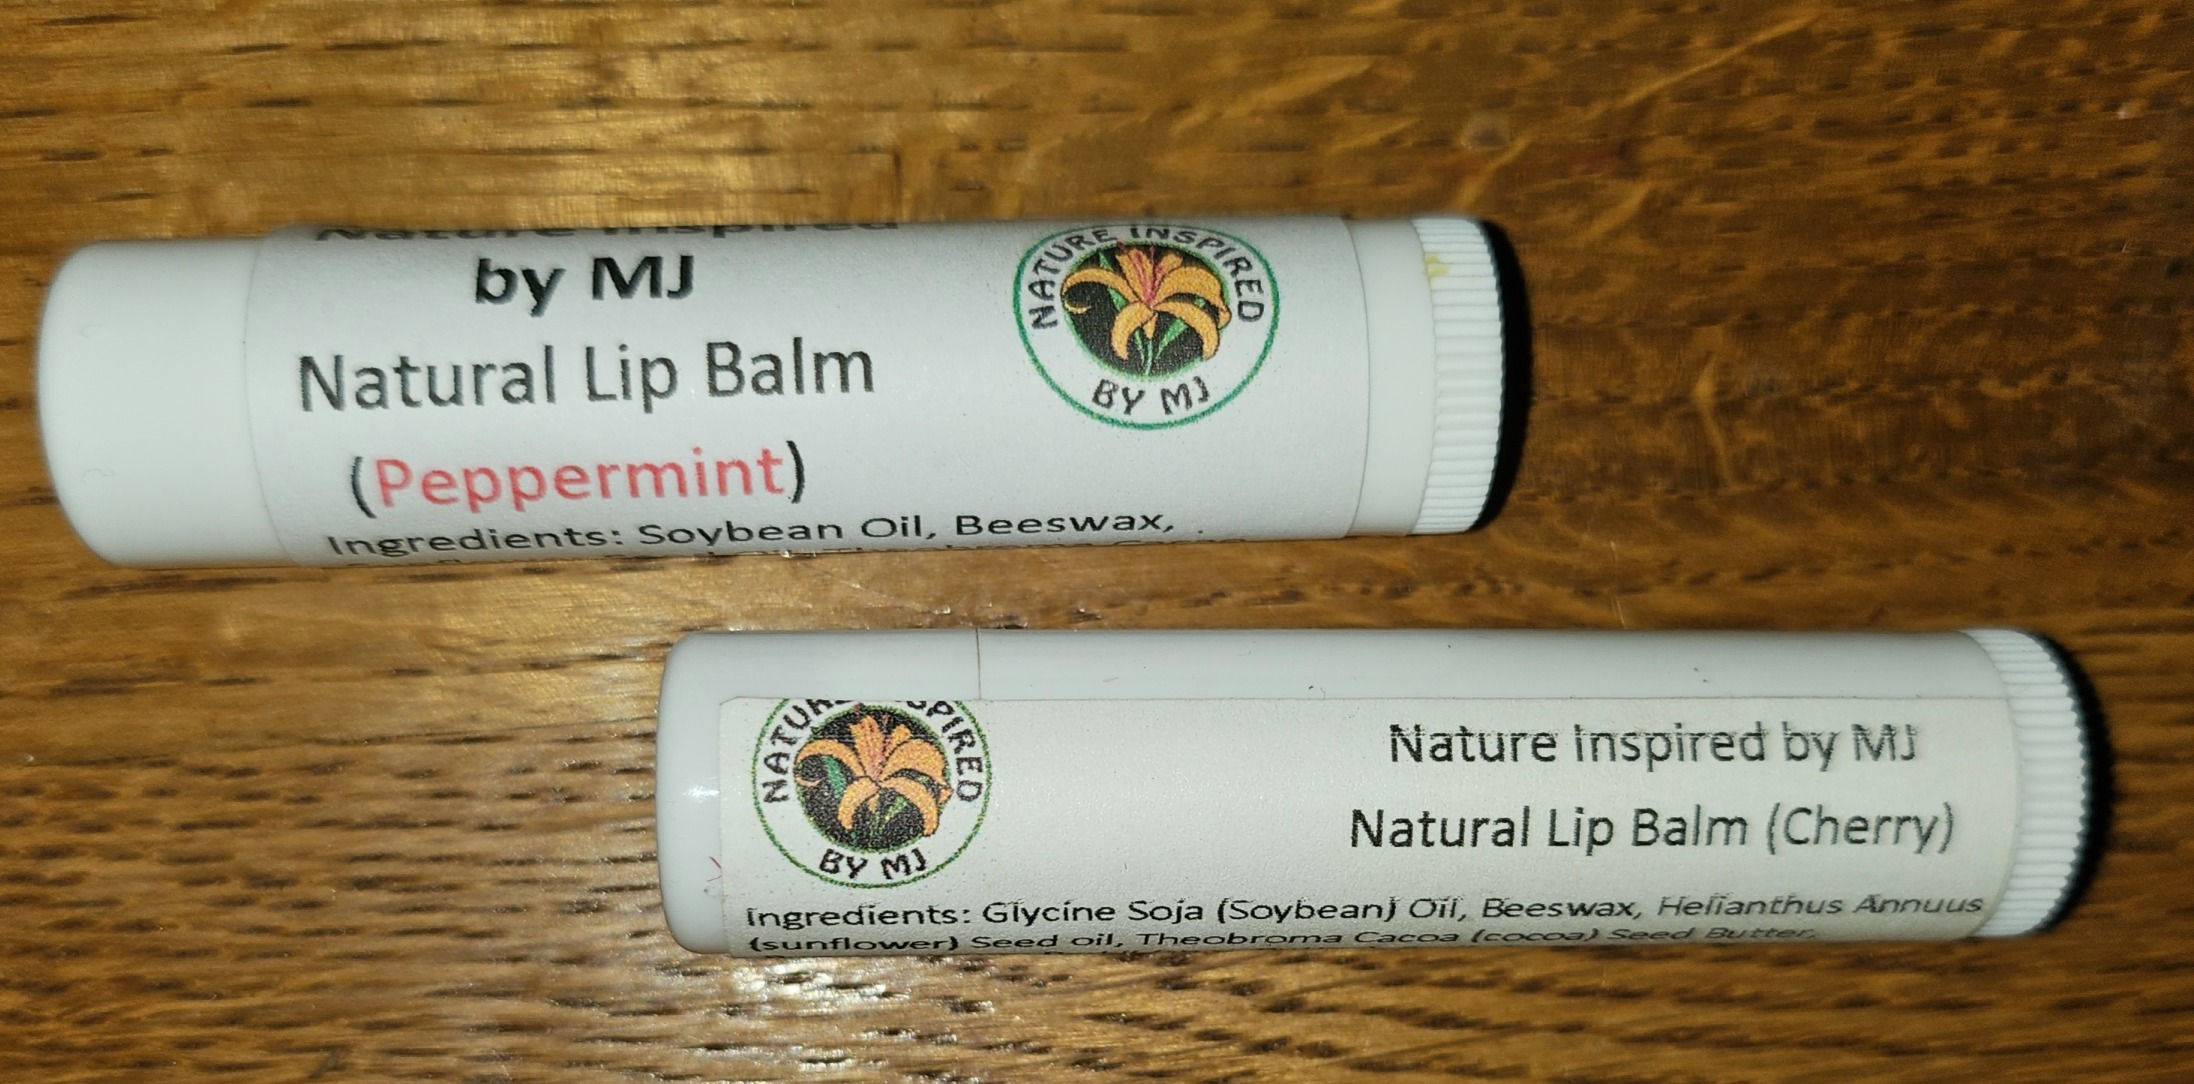 Nature Inspired
by MJ
Natural Lip Balm
(Peppermint)
Ingredients: Soybean Oil, Beeswax,
NATURE INSPIRED
BY MJ
NATURE INSPIRED
BY MJ
Nature Inspired by MJ
Natural Lip Balm (Cherry)
Ingredients: Glycine Soja (Soybean) Oil, Beeswax, Helianthus Annuus
(sunflower) Seed oil, Theobroma Cacoa (cocoa) Seed Butter,